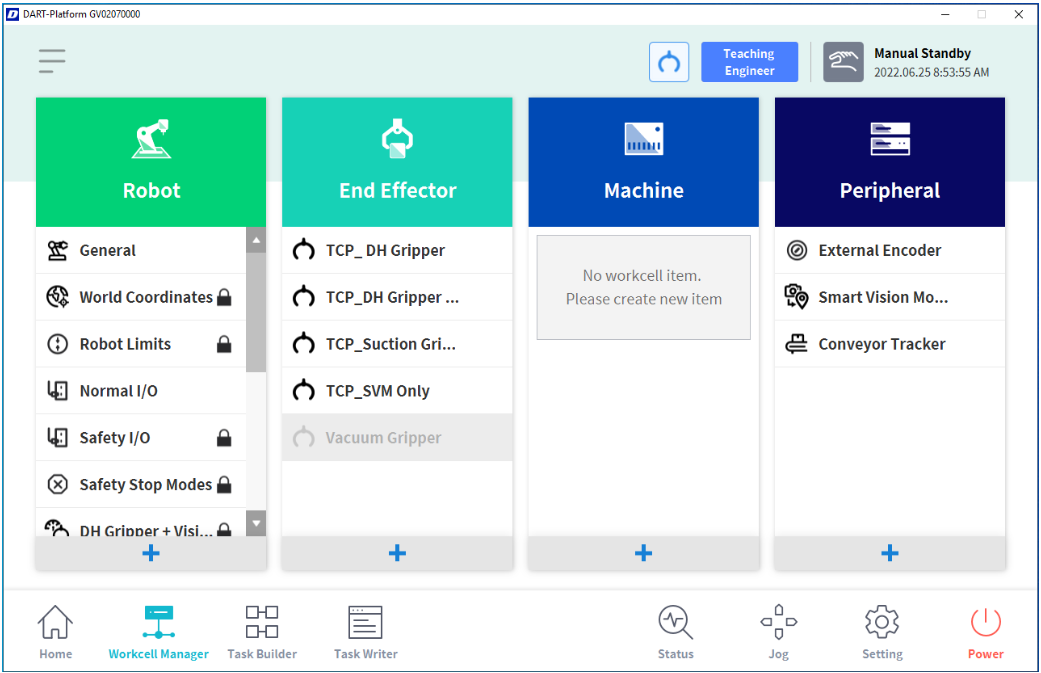 DART-Platform GV02070000
Teaching
Engineer
Manual Standby
2022.06.25 8:53:55 AM
Robot
End Effector
Machine
Peripheral
General
World Coordinates
Robot Limits
Normal I/O
Safety I/O
Safety Stop Modes
DH Gripper + Visi...
TCP_ DH Gripper
TCP_DH Gripper ...
TCP_Suction Gri...
TCP_SVM Only
Vacuum Gripper
No workcell item.
Please create new item
External Encoder
Smart Vision Mo...
Conveyor Tracker
Home
Workcell Manager
Task Builder
Task Writer
Status
Jog
Setting
Power